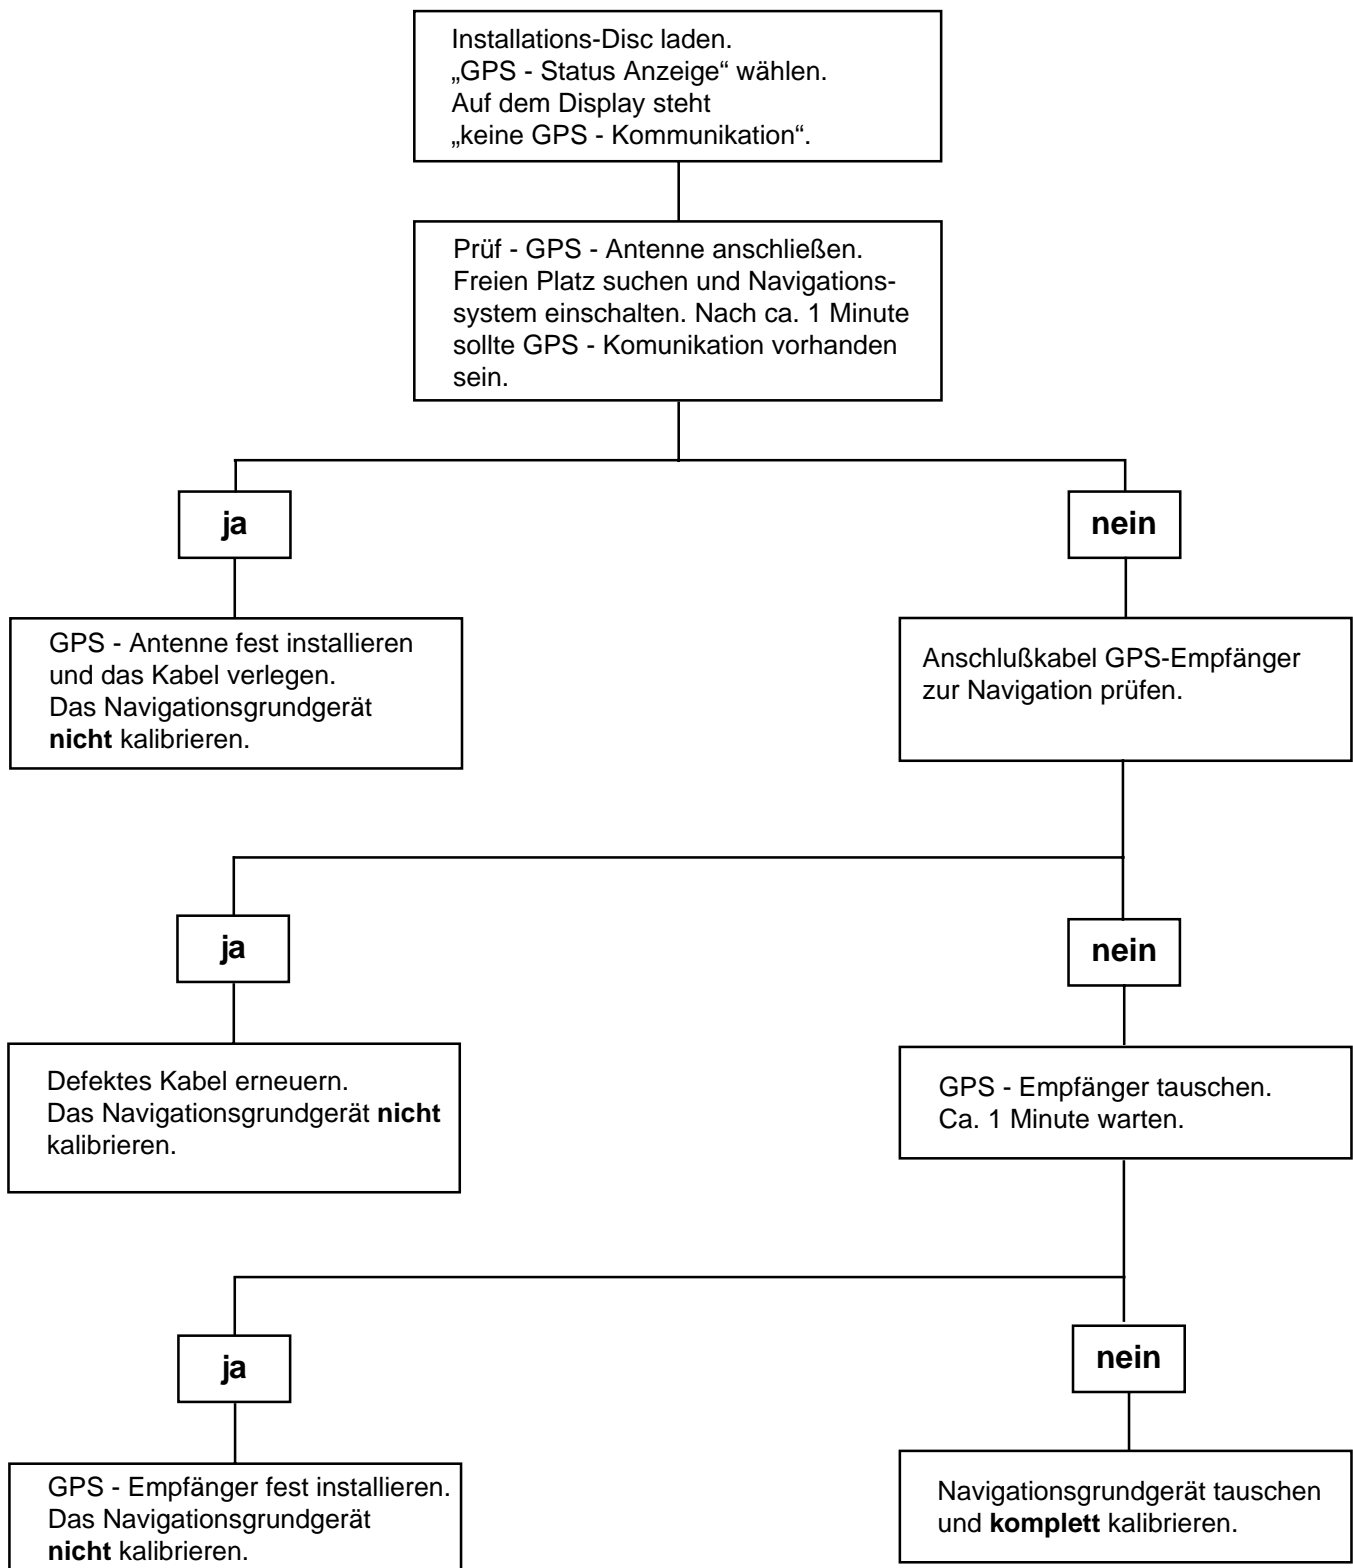 Installations-Disc laden.
„GPS - Status Anzeige“ wählen.
Auf dem Display steht
„keine GPS - Kommunikation“.
Prüf - GPS - Antenne anschließen.
Freien Platz suchen und Navigations-
system einschalten. Nach ca. 1 Minute
sollte GPS - Komunikation vorhanden
sein.
ja
nein
GPS - Antenne fest installieren
und das Kabel verlegen.
Das Navigationsgrundgerät
nicht kalibrieren.
Anschlußkabel GPS-Empfänger
zur Navigation prüfen.
ja
nein
Defektes Kabel erneuern.
Das Navigationsgrundgerät nicht
kalibrieren.
GPS - Empfänger tauschen.
Ca. 1 Minute warten.
ja
nein
GPS - Empfänger fest installieren.
Das Navigationsgrundgerät
nicht kalibrieren.
Navigationsgrundgerät tauschen
und komplett kalibrieren.